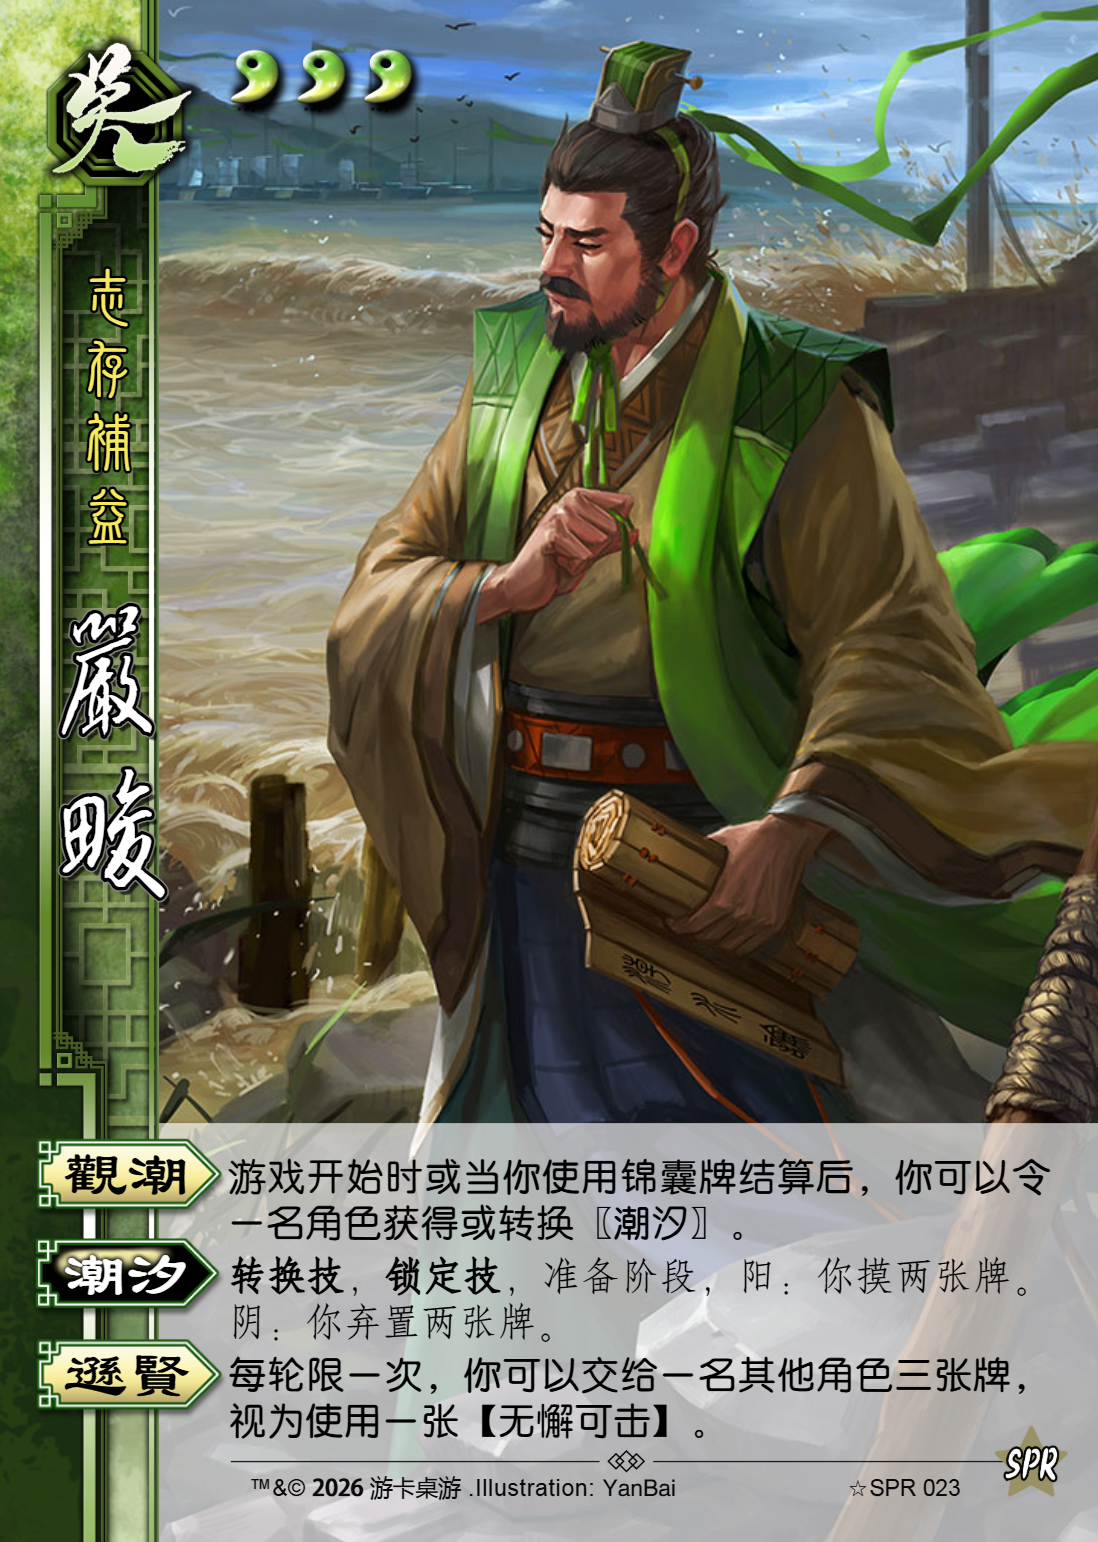 吴
志存補益
嚴畯
觀潮
游戏开始时或当你使用锦囊牌结算后，你可以令
一名角色获得或转换〖潮汐〗。
潮汐
转换技，锁定技，准备阶段，阳：你摸两张牌。
阴：你弃置两张牌。
遜賢
每轮限一次，你可以交给一名其他角色三张牌，
视为使用一张【无懈可击】。
™&© 2026 游卡桌游 .Illustration: YanBai
☆SPR 023
SPR